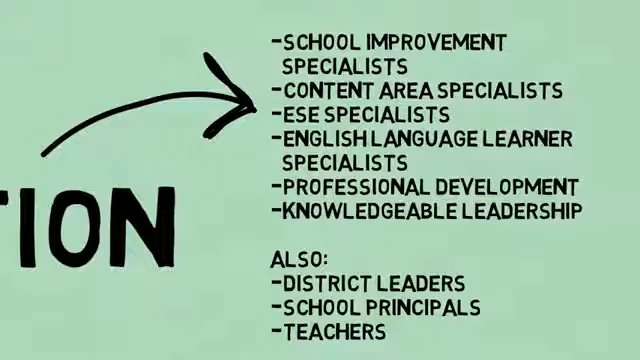 -SCHOOL IMPROVEMENT
SPECIALISTS
-CONTENT AREA SPECIALISTS
-ESE SPECIALISTS
-ENGLISH LANGUAGE LEARNER
SPECIALISTS
-PROFESSIONAL DEVELOPMENT
-KNOWLEDGEABLE LEADERSHIP
TION
ALSO:
-DISTRICT LEADERS
-SCHOOL PRINCIPALS
-TEACHERS